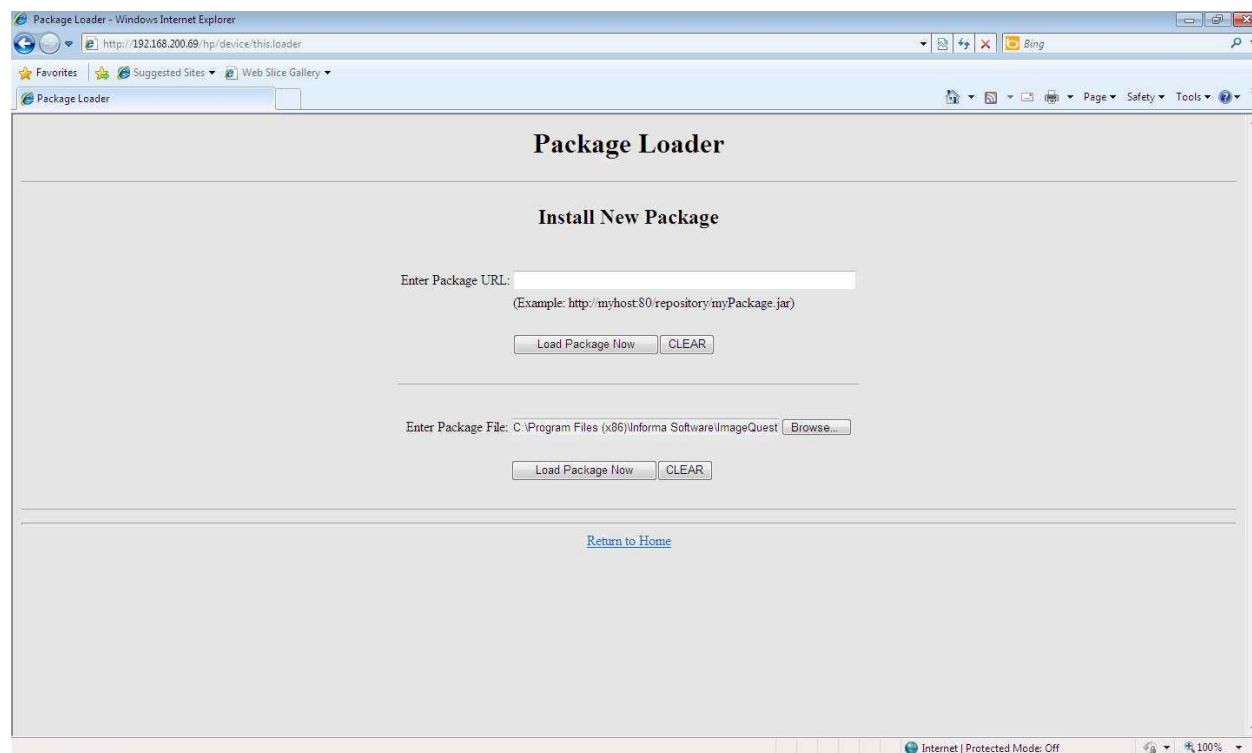 Package Loader - Windows Internet Explorer
http://192.168.200.69/hp/device/this.loader
Bing
Favorites Suggested Sites Web Slice Gallery
Package Loader
Page Safety Tools
Package Loader
Install New Package
Enter Package URL:
(Example: http://myhost:80/repository/myPackage.jar)
Load Package Now CLEAR
Enter Package File: C:\Program Files (x86)\Informa Software\ImageQuest Browse...
Load Package Now CLEAR
Return to Home
Internet | Protected Mode: Off 100%